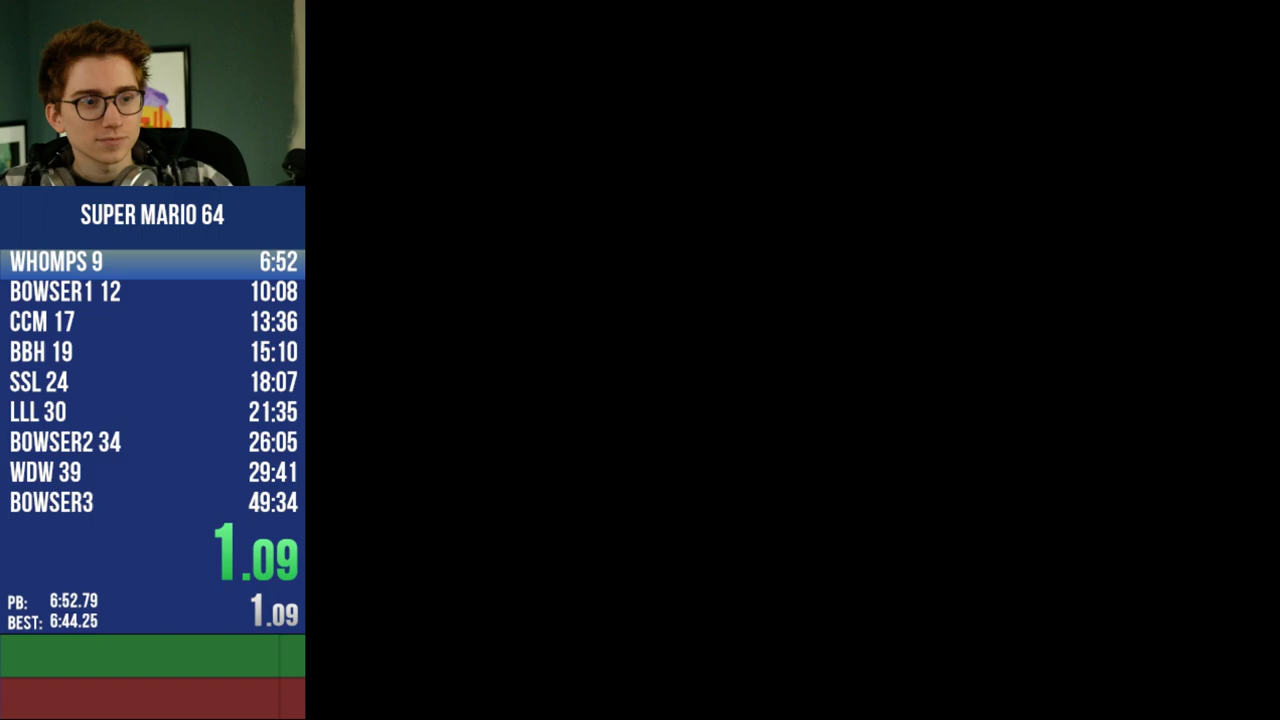 SUPER MARIO 64
WHOMPS 9 6:52
BOWSER1 12 10:08
CCM 17 13:36
BBH 19 15:10
SSL 24 18:07
LLL 30 21:35
BOWSER2 34 26:05
WDW 39 29:41
BOWSER3 49:34
1.09
PB: 6:52.79 1.09
BEST: 6:44.25